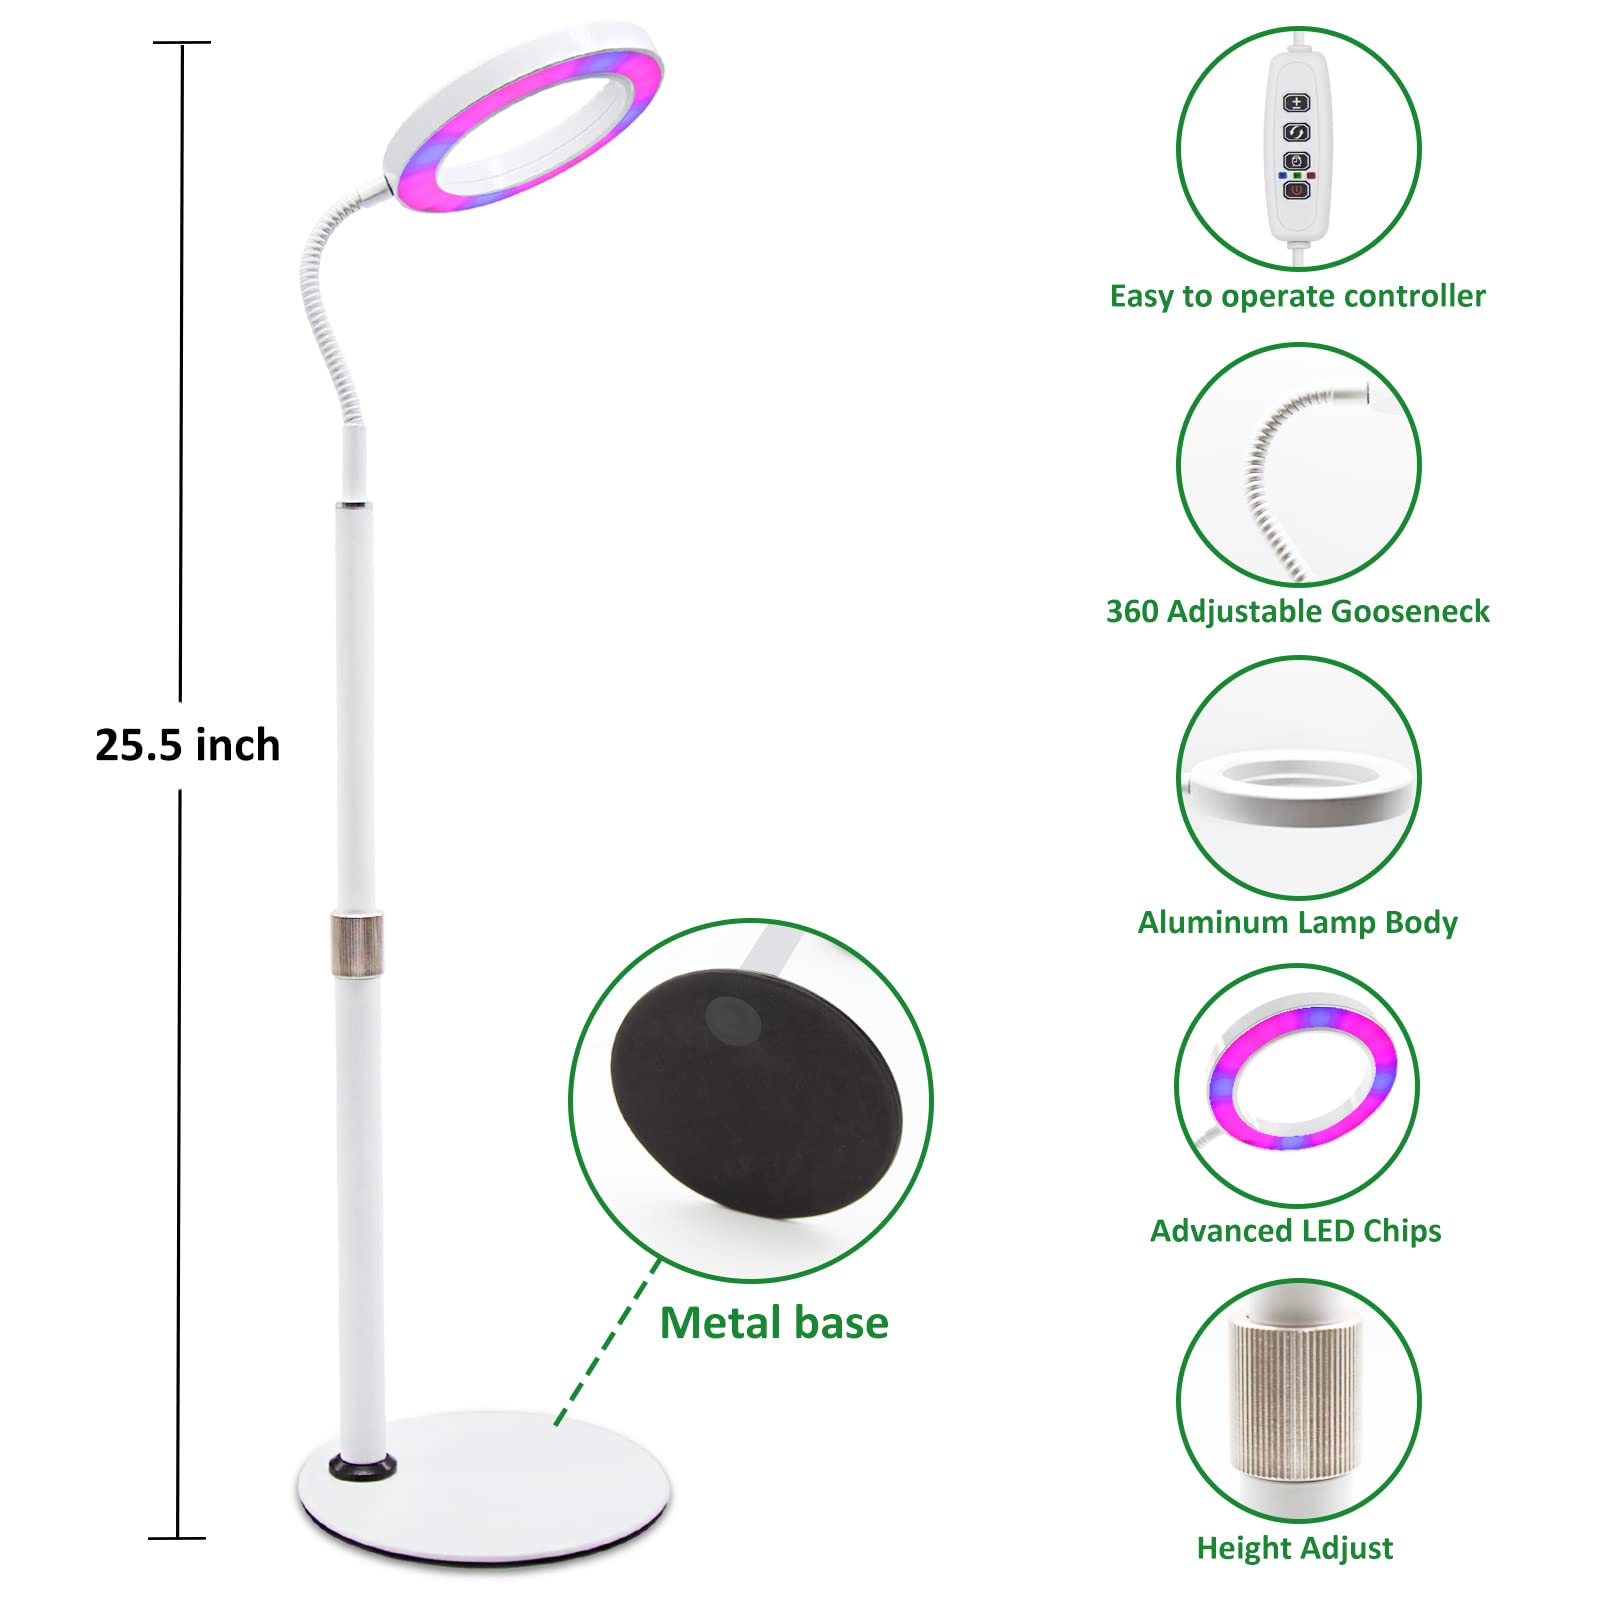 25.5 inch
Easy to operate controller
360 Adjustable Gooseneck
Aluminum Lamp Body
Advanced LED Chips
Height Adjust
Metal base